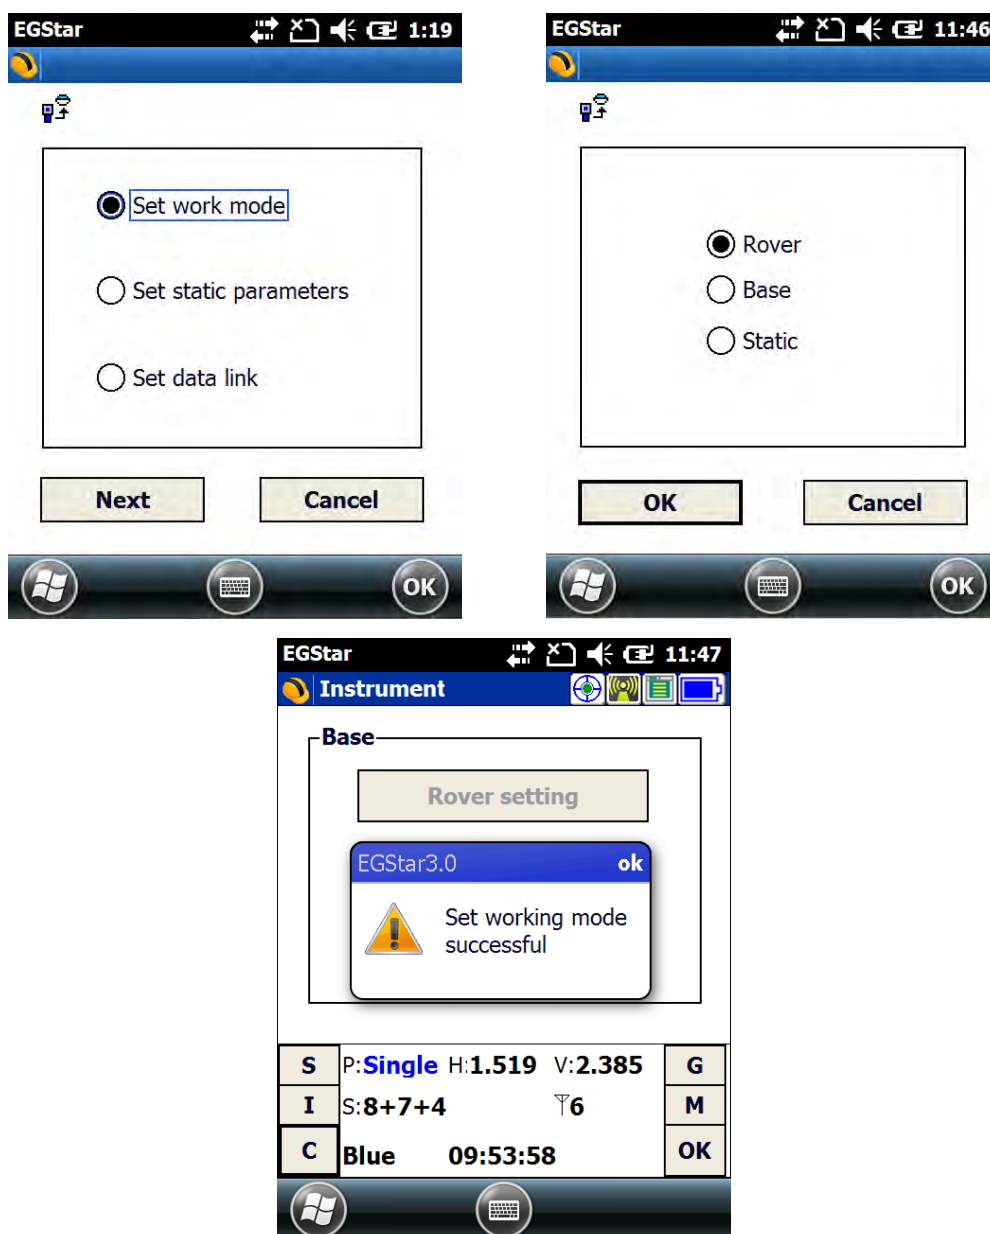 EGStar 1:19
Set work mode
Set static parameters
Set data link
Next Cancel
OK
EGStar 11:46
Rover
Base
Static
OK Cancel
OK
EGStar 11:47
Instrument
Base
Rover setting
EGStar3.0 ok
Set working mode
successful
S P:Single H:1.519 V:2.385 G
I S:8+7+4 6 M
C Blue 09:53:58 OK